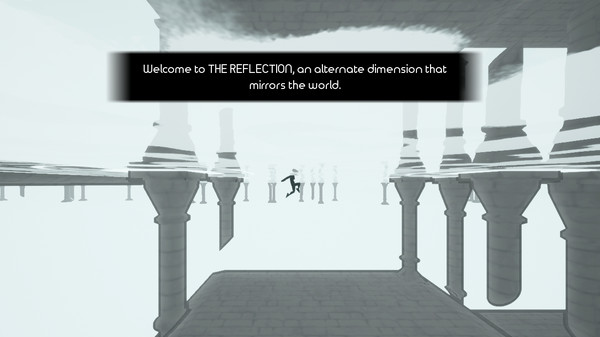 Welcome to THE REFLECTION, an alternate dimension that
mirrors the world.